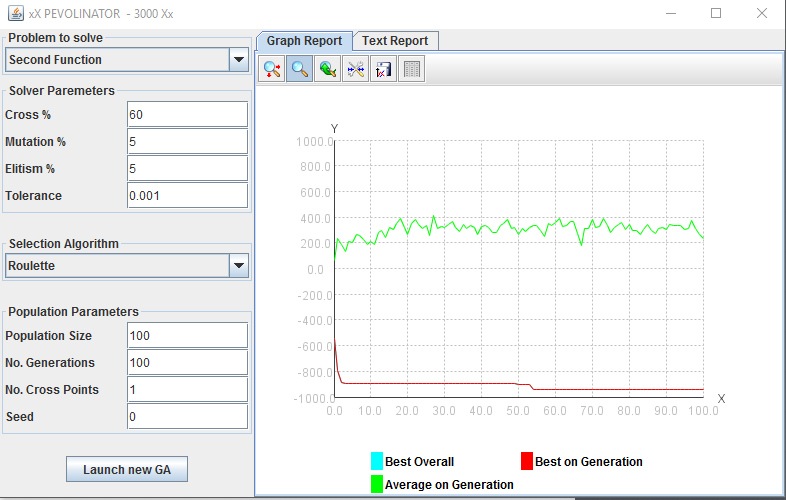 xX PEVOLINATOR - 3000 Xx
Problem to solve
Second Function
Solver Paremeters
Cross % 60
Mutation % 5
Elitism % 5
Tolerance 0.001
Selection Algorithm
Roulette
Population Parameters
Population Size 100
No. Generations 100
No. Cross Points 1
Seed 0
Launch new GA
Graph Report Text Report
Y
1000.0
800.0
600.0
400.0
200.0
0.0
-200.0
-400.0
-600.0
-800.0
-1000.0
X
0.0 10.0 20.0 30.0 40.0 50.0 60.0 70.0 80.0 90.0 100.0
Best Overall Best on Generation
Average on Generation